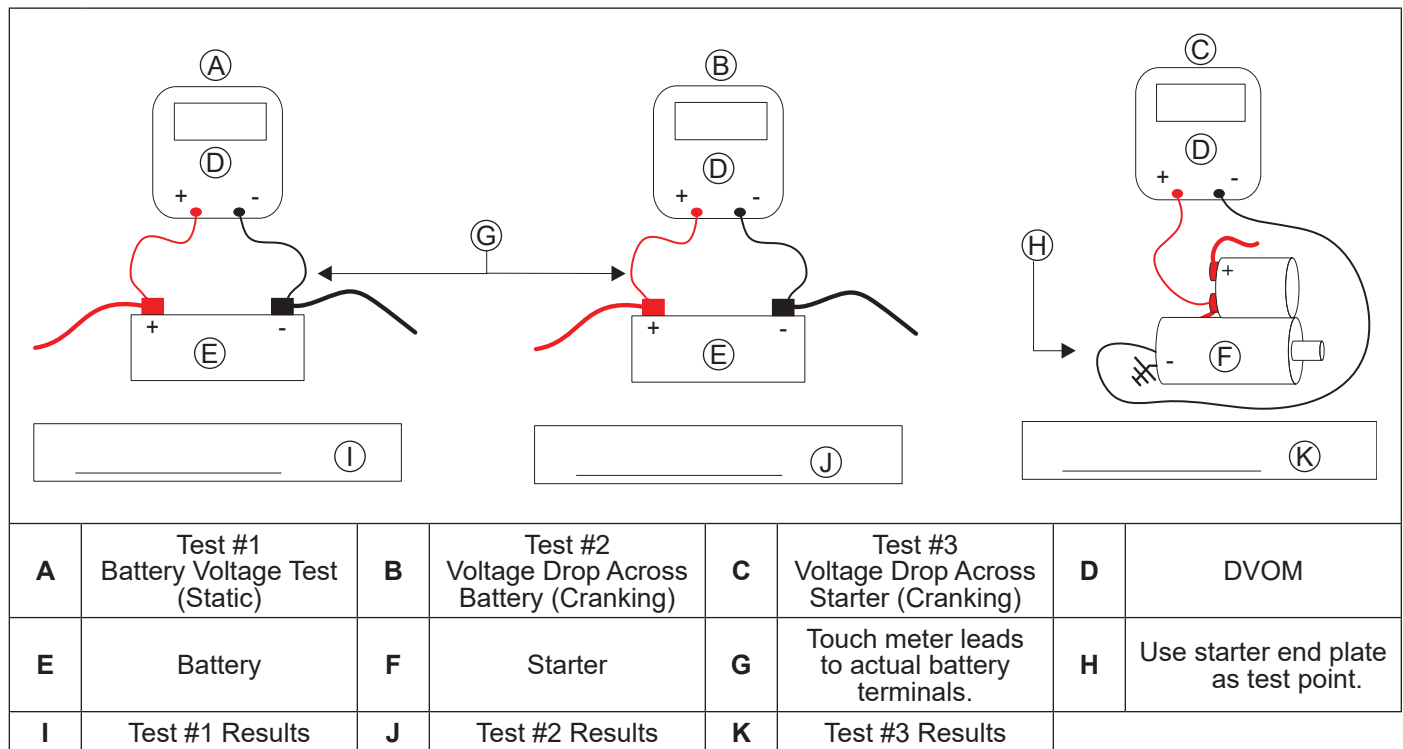 A
B
C
D
D
D
+ -
+ -
+ -
G
H
+
+ -
+ -
E
E
-
F
I
J
K
A
Test #1
Battery Voltage Test
(Static)
B
Test #2
Voltage Drop Across
Battery (Cranking)
C
Test #3
Voltage Drop Across
Starter (Cranking)
D
DVOM
E
Battery
F
Starter
G
Touch meter leads
to actual battery
terminals.
H
Use starter end plate
as test point.
I
Test #1 Results
J
Test #2 Results
K
Test #3 Results